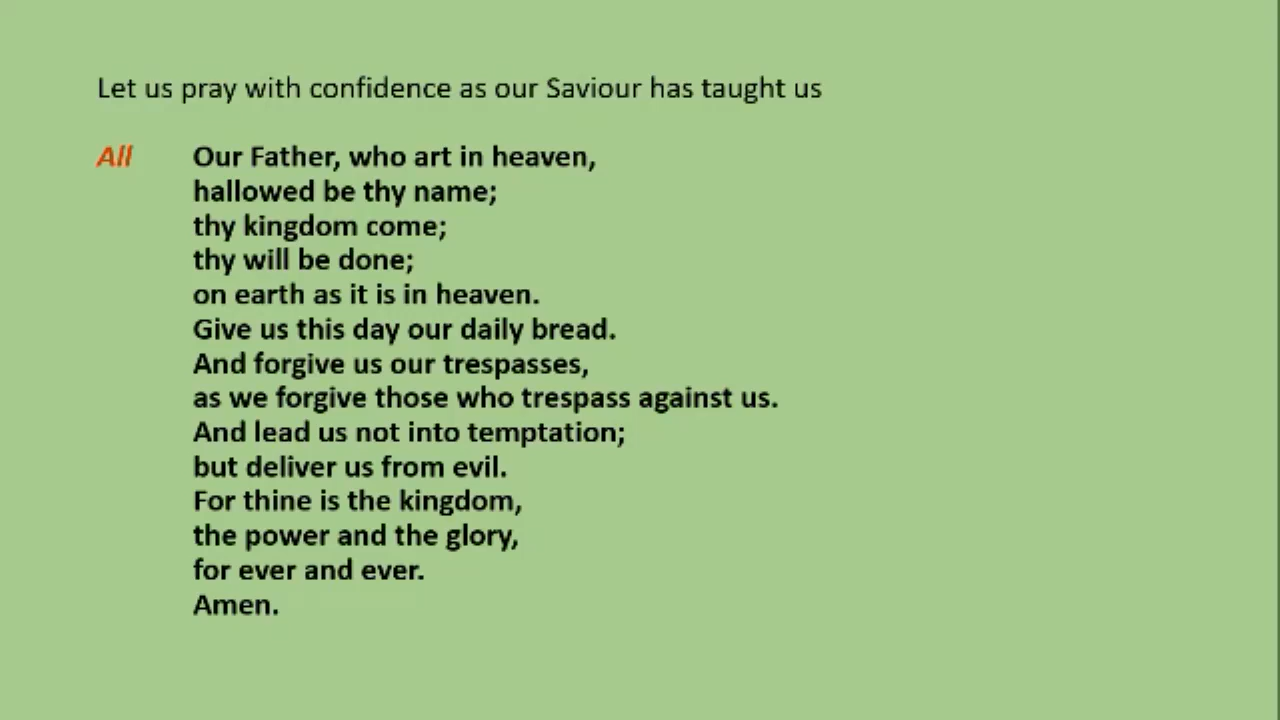 Let us pray with confidence as our Saviour has taught us
All Our Father, who art in heaven,
hallowed be thy name;
thy kingdom come;
thy will be done;
on earth as it is in heaven.
Give us this day our daily bread.
And forgive us our trespasses,
as we forgive those who trespass against us.
And lead us not into temptation;
but deliver us from evil.
For thine is the kingdom,
the power and the glory,
for ever and ever.
Amen.